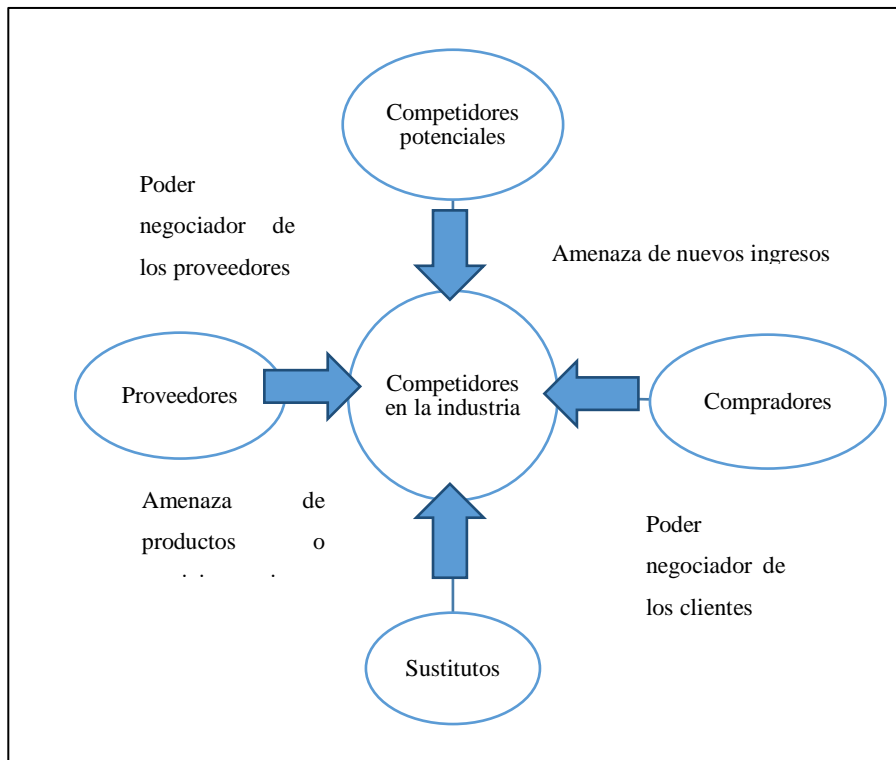 Competidores
potenciales
Poder
negociador de
los proveedores
Amenaza de nuevos ingresos
Proveedores
Competidores
en la industria
Compradores
Amenaza de
productos o
Poder
negociador de
los clientes
Sustitutos